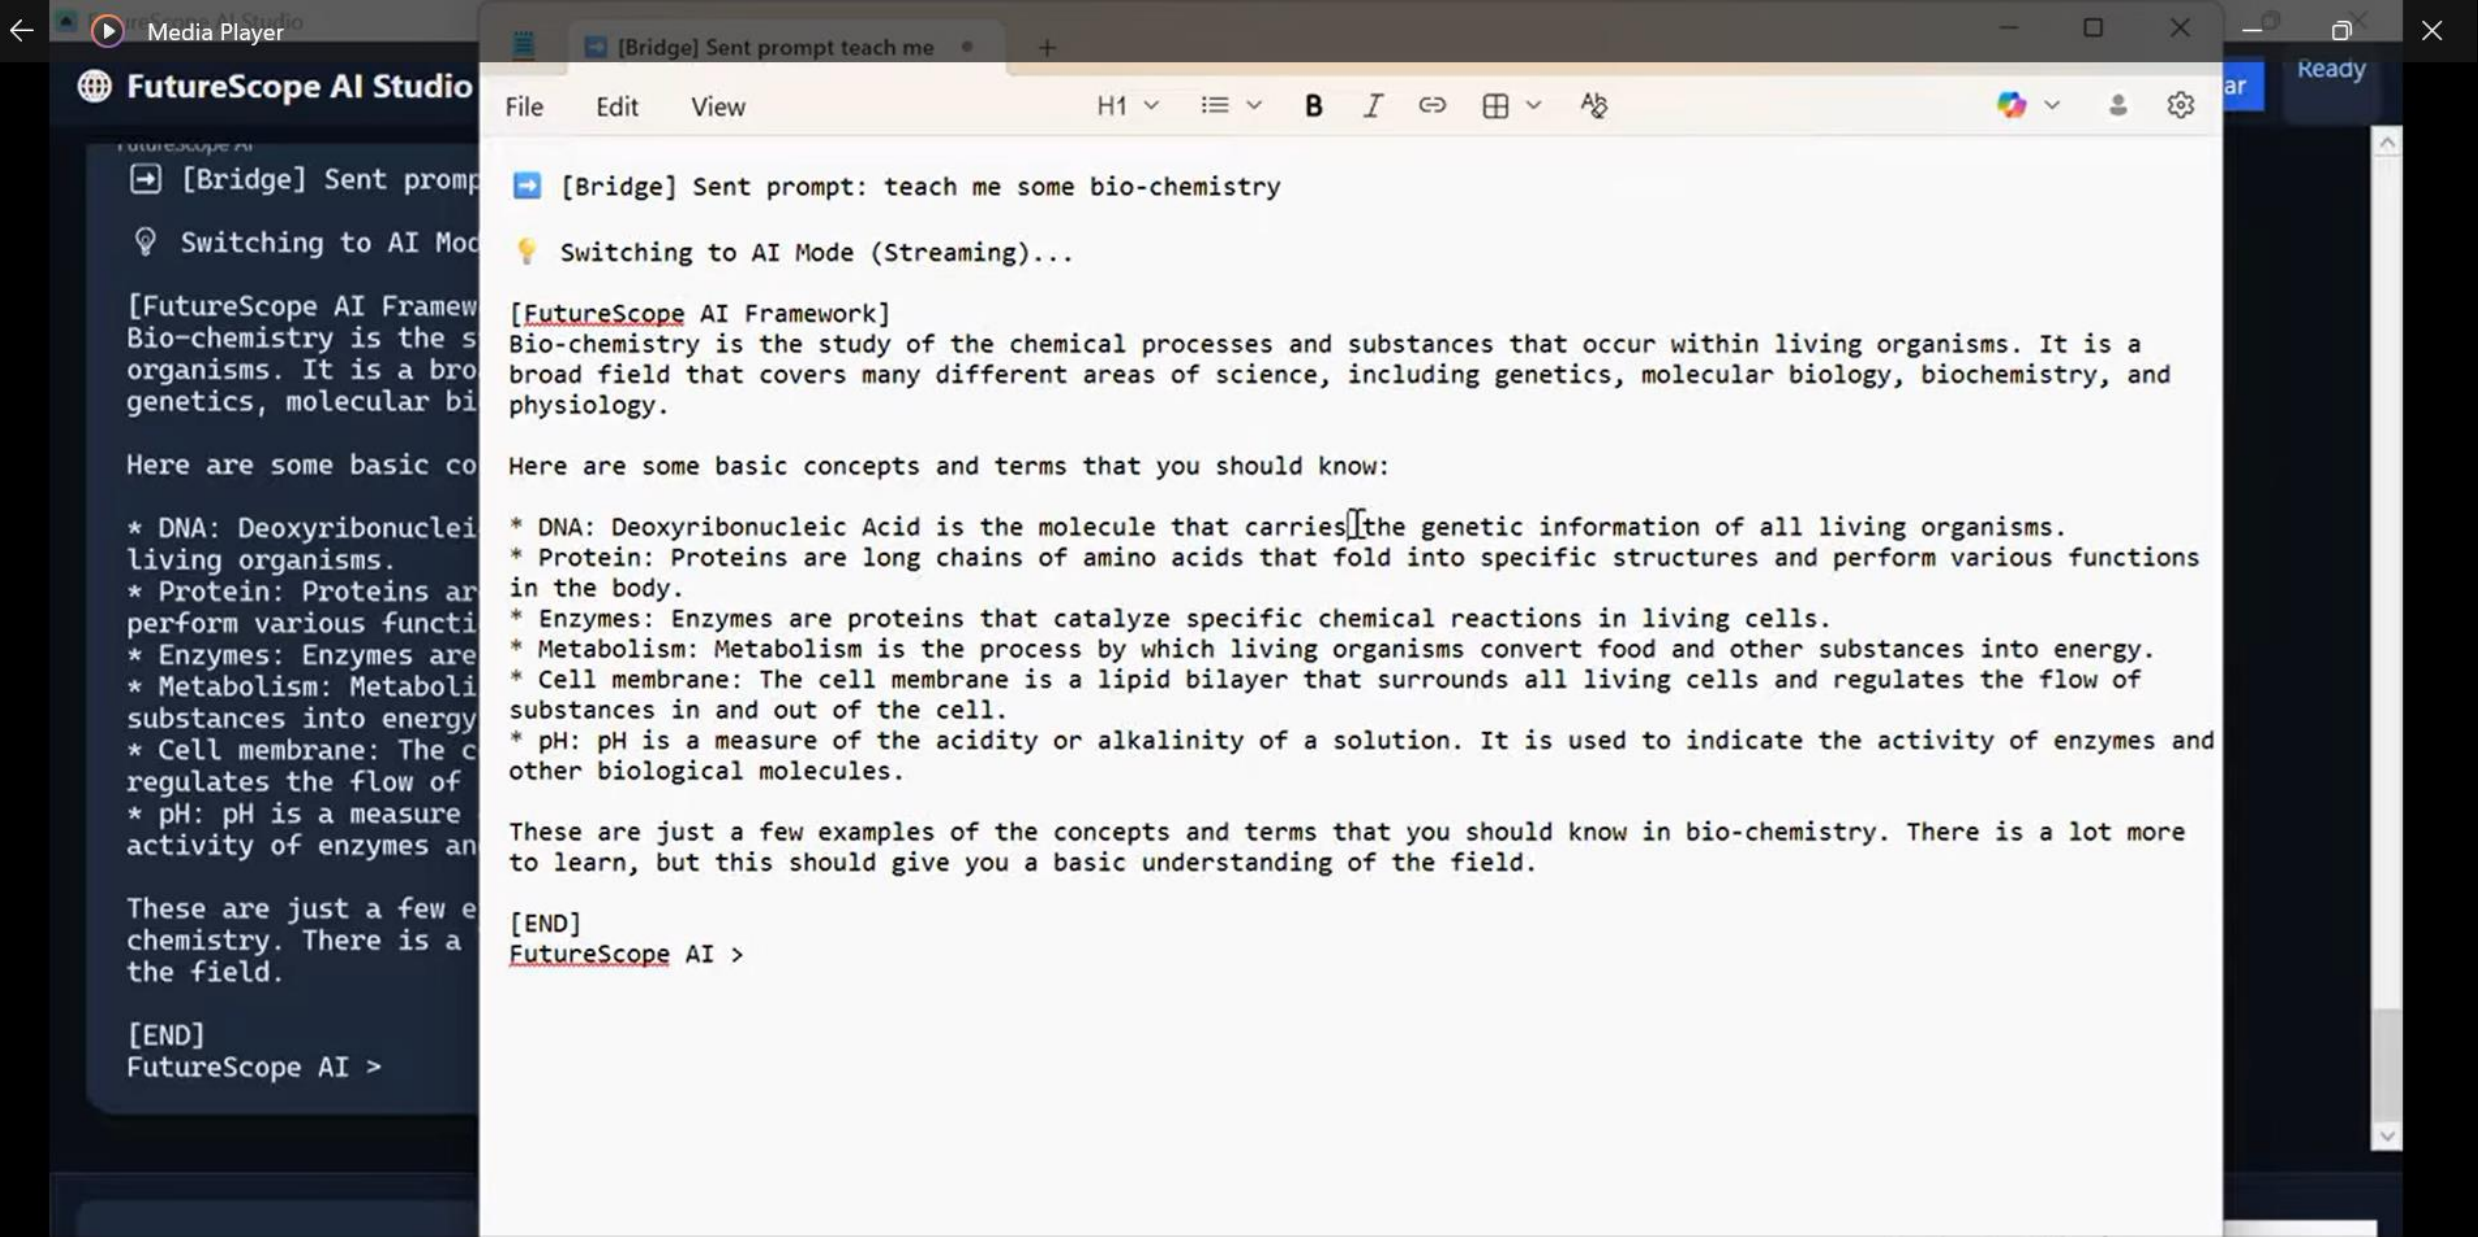 FutureScope AI Studio
Media Player
[Bridge] Sent prompt teach me
FutureScope AI Studio
File Edit View H1 B I
ar
Ready
FutureScope AI
[Bridge] Sent promp
Switching to AI Mod
[FutureScope AI Framew
Bio-chemistry is the s
organisms. It is a bro
genetics, molecular bi
Here are some basic co
* DNA: Deoxyribonuclei
living organisms.
* Protein: Proteins ar
perform various functi
* Enzymes: Enzymes are
* Metabolism: Metaboli
substances into energy
* Cell membrane: The c
regulates the flow of
* pH: pH is a measure
activity of enzymes an
These are just a few e
chemistry. There is a
the field.
[END]
FutureScope AI >
[Bridge] Sent prompt: teach me some bio-chemistry
Switching to AI Mode (Streaming)...
[FutureScope AI Framework]
Bio-chemistry is the study of the chemical processes and substances that occur within living organisms. It is a
broad field that covers many different areas of science, including genetics, molecular biology, biochemistry, and
physiology.
Here are some basic concepts and terms that you should know:
* DNA: Deoxyribonucleic Acid is the molecule that carries the genetic information of all living organisms.
* Protein: Proteins are long chains of amino acids that fold into specific structures and perform various functions
in the body.
* Enzymes: Enzymes are proteins that catalyze specific chemical reactions in living cells.
* Metabolism: Metabolism is the process by which living organisms convert food and other substances into energy.
* Cell membrane: The cell membrane is a lipid bilayer that surrounds all living cells and regulates the flow of
substances in and out of the cell.
* pH: pH is a measure of the acidity or alkalinity of a solution. It is used to indicate the activity of enzymes and
other biological molecules.
These are just a few examples of the concepts and terms that you should know in bio-chemistry. There is a lot more
to learn, but this should give you a basic understanding of the field.
[END]
FutureScope AI >